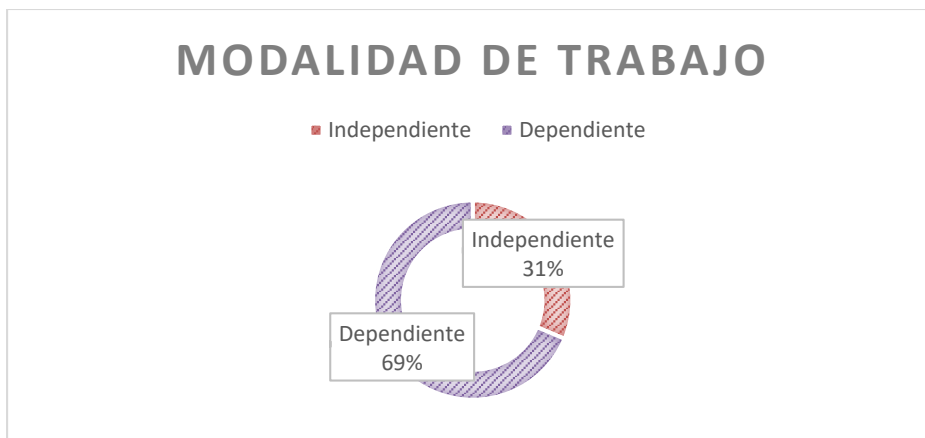 MODALIDAD DE TRABAJO
Independiente Dependiente
Independiente
31%
Dependiente
69%